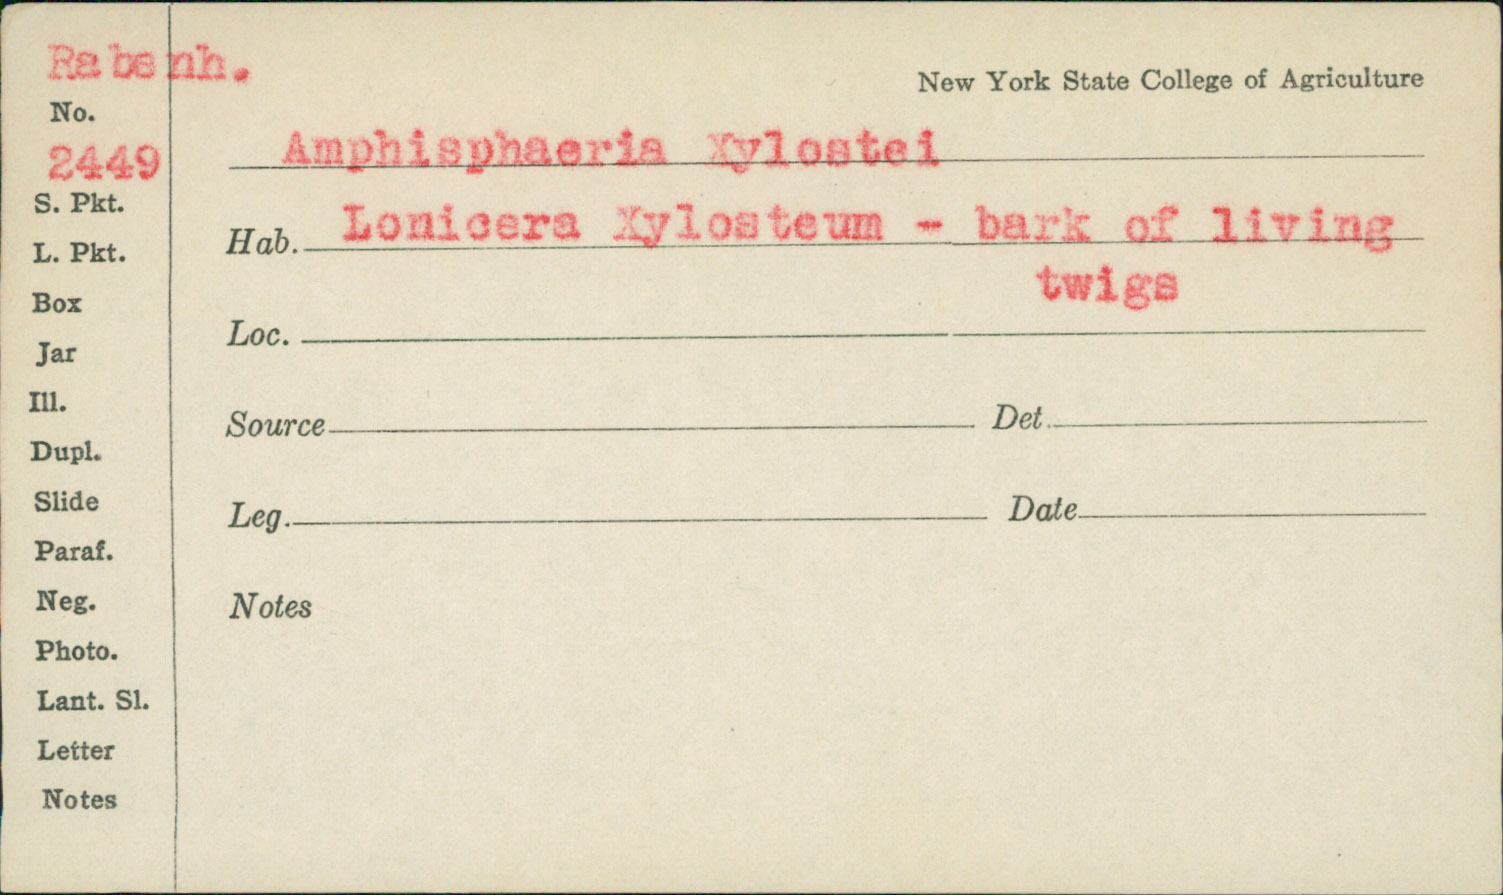 Rabenh.
New York State College of Agriculture
No.
2449
Amphisphaeria Xylostei
S. Pkt.
Hab. Lonicera Xylosteum - bark of living
twigs
L. Pkt.
Box
Loc.
Jar
Ill.
Source Det.
Dupl.
Slide
Leg. Date
Paraf.
Neg.
Notes
Photo.
Lant. Sl.
Letter
Notes